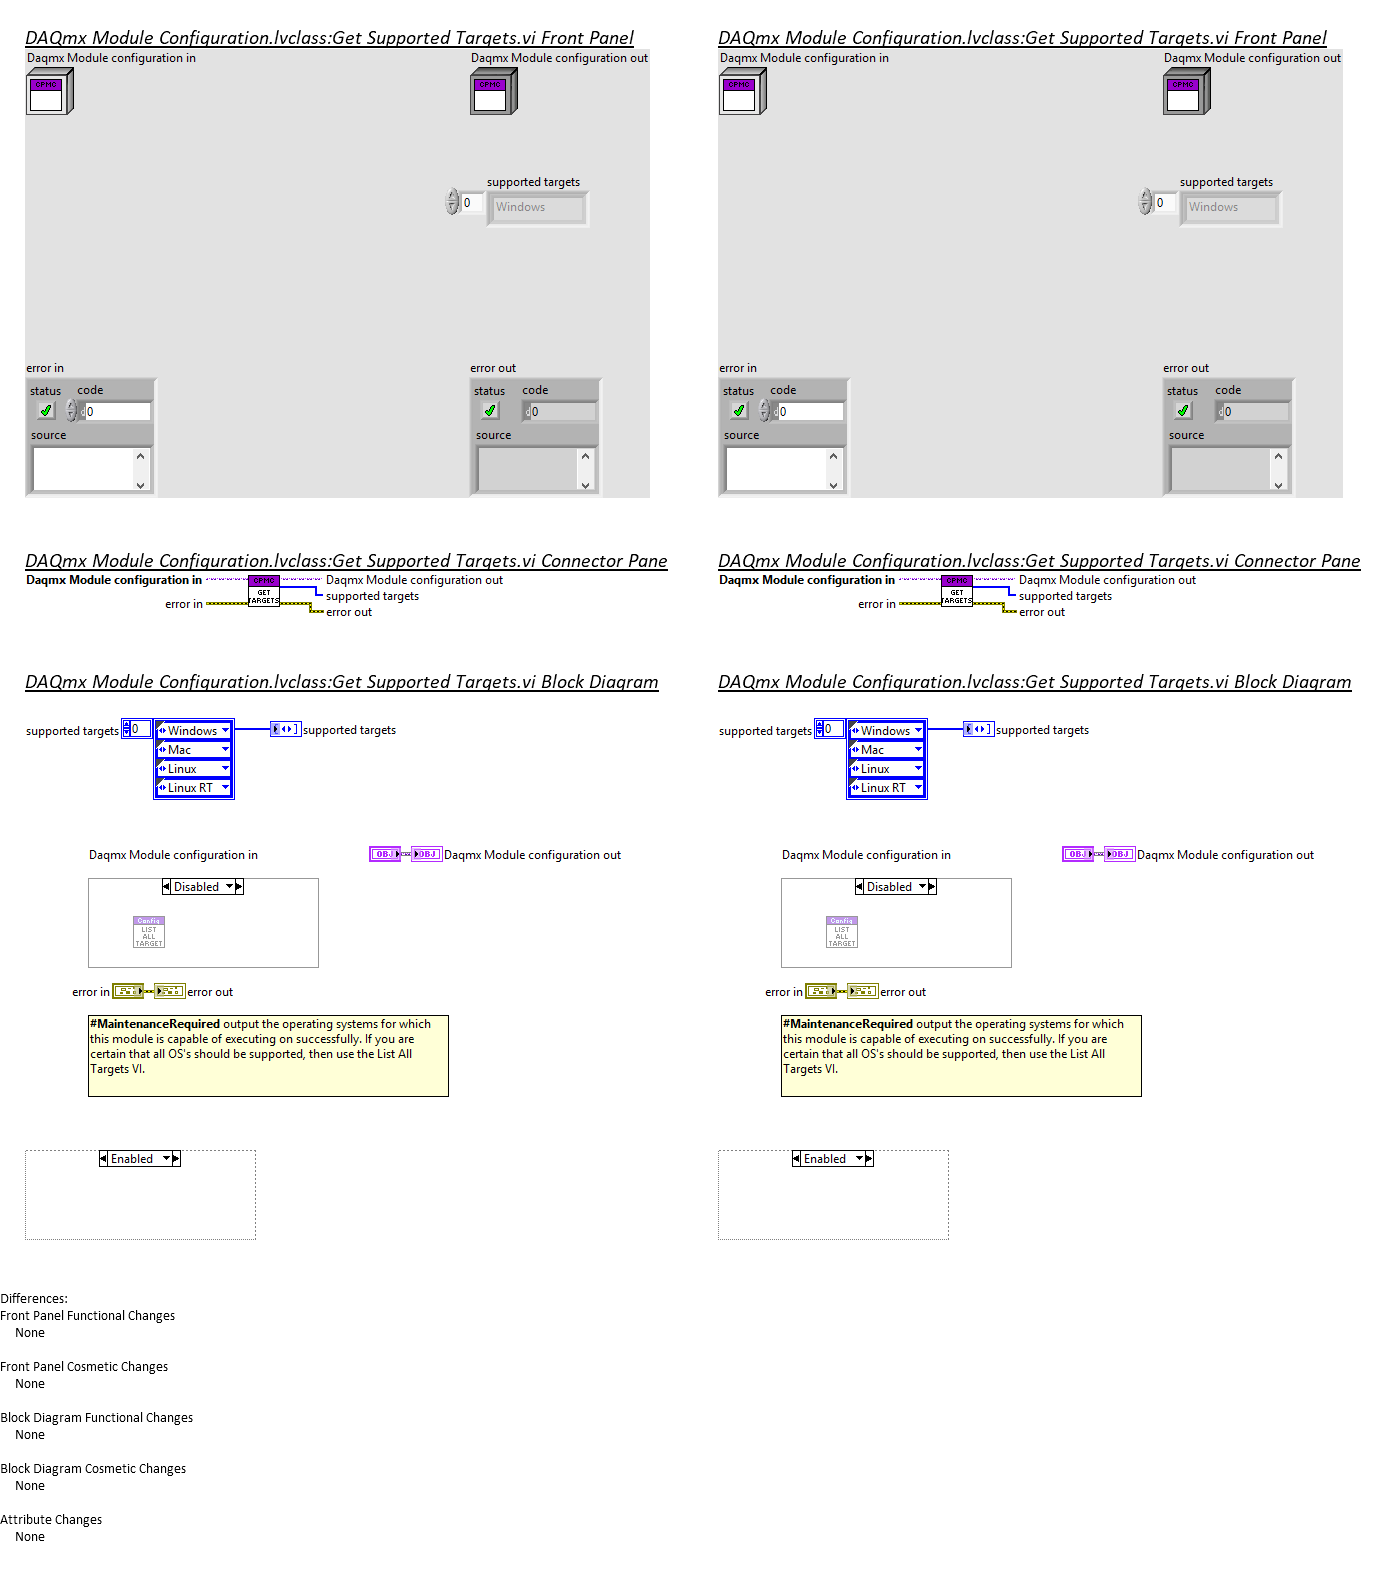 DAQmx Module Configuration.lvclass:Get Supported Targets.vi Front Panel
Daqmx Module configuration in
Daqmx Module configuration out
CPMC
CPMC
supported targets
0
Windows
error in
error out
status
code
status
code
0
0
source
source
DAQmx Module Configuration.lvclass:Get Supported Targets.vi Connector Pane
Daqmx Module configuration in
CPMC
GET
TARGETS
Daqmx Module configuration out
supported targets
error in
error out
DAQmx Module Configuration.lvclass:Get Supported Targets.vi Block Diagram
supported targets
0
Windows
Mac
Linux
Linux RT
supported targets
Daqmx Module configuration in
OBJ
OBJ
Daqmx Module configuration out
Disabled
Config
LIST
ALL
TARGET
error in
error out
#MaintenanceRequired output the operating systems for which
this module is capable of executing on successfully. If you are
certain that all OS's should be supported, then use the List All
Targets VI.
Enabled
DAQmx Module Configuration.lvclass:Get Supported Targets.vi Front Panel
Daqmx Module configuration in
Daqmx Module configuration out
CPMC
CPMC
supported targets
0
Windows
error in
error out
status
code
status
code
0
0
source
source
DAQmx Module Configuration.lvclass:Get Supported Targets.vi Connector Pane
Daqmx Module configuration in
CPMC
GET
TARGETS
Daqmx Module configuration out
supported targets
error in
error out
DAQmx Module Configuration.lvclass:Get Supported Targets.vi Block Diagram
supported targets
0
Windows
Mac
Linux
Linux RT
supported targets
Daqmx Module configuration in
OBJ
OBJ
Daqmx Module configuration out
Disabled
Config
LIST
ALL
TARGET
error in
error out
#MaintenanceRequired output the operating systems for which
this module is capable of executing on successfully. If you are
certain that all OS's should be supported, then use the List All
Targets VI.
Enabled
Differences:
Front Panel Functional Changes
None
Front Panel Cosmetic Changes
None
Block Diagram Functional Changes
None
Block Diagram Cosmetic Changes
None
Attribute Changes
None